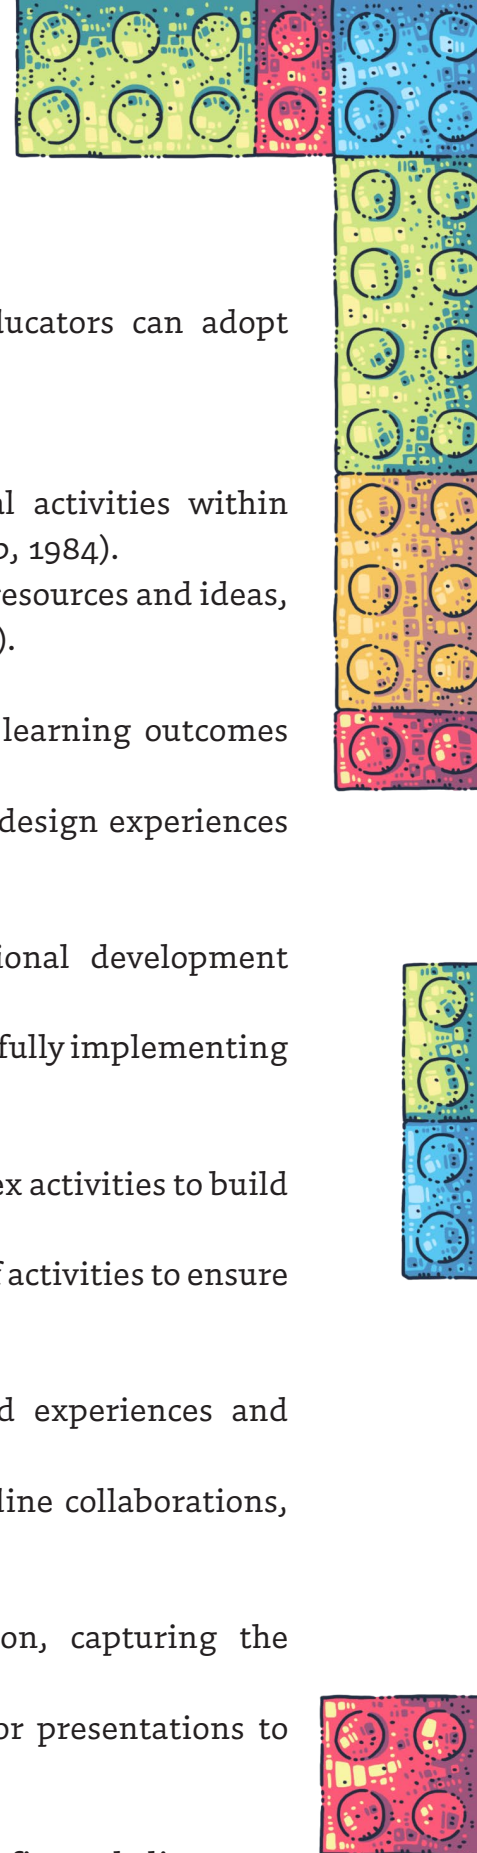 ducators can adopt
al activities within
b, 1984).
resources and ideas,
).
learning outcomes
design experiences
ional development
fully implementing
ex activities to build
f activities to ensure
d experiences and
line collaborations,
on, capturing the
or presentations to